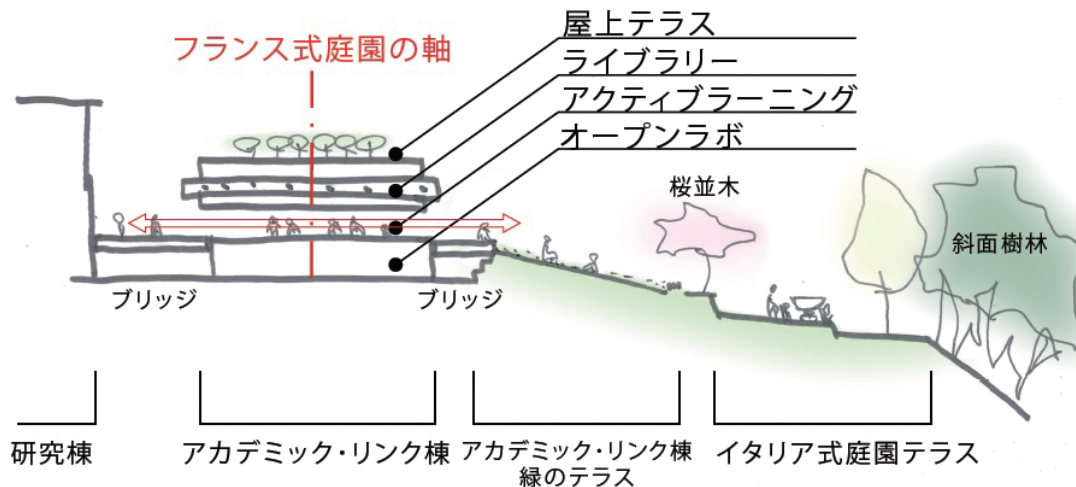 屋上テラス
フランス式庭園の軸
ライブラリー
アクティブラーニング
オープンラボ
桜並木
斜面樹林
ブリッジ
ブリッジ
研究棟
アカデミック・リンク棟
アカデミック・リンク棟
緑のテラス
イタリア式庭園テラス